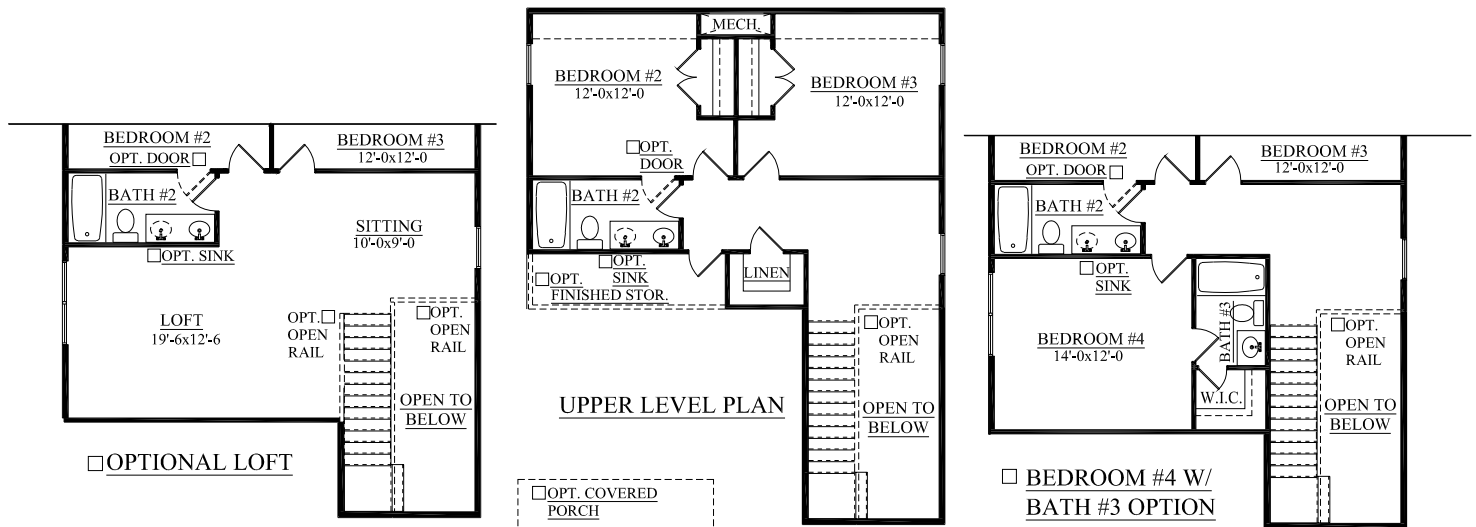 BEDROOM #2
OPT. DOOR
BEDROOM #3
12'-0x12'-0
BATH #2
OPT. SINK
SITTING
10'-0x9'-0
LOFT
19'-6x12'-6
OPT.
OPEN
RAIL
OPT.
OPEN
RAIL
OPEN TO
BELOW
OPTIONAL LOFT
MECH.
BEDROOM #2
12'-0x12'-0
BEDROOM #3
12'-0x12'-0
OPT.
DOOR
BATH #2
OPT.
SINK
OPT.
FINISHED STOR.
LINEN
OPT.
OPEN
RAIL
UPPER LEVEL PLAN
OPEN TO
BELOW
OPT. COVERED
PORCH
BEDROOM #2
OPT. DOOR
BEDROOM #3
12'-0x12'-0
BATH #2
OPT.
SINK
BEDROOM #4
14'-0x12'-0
BATH #3
W.I.C.
OPT.
OPEN
RAIL
OPEN TO
BELOW
BEDROOM #4 W/
BATH #3 OPTION